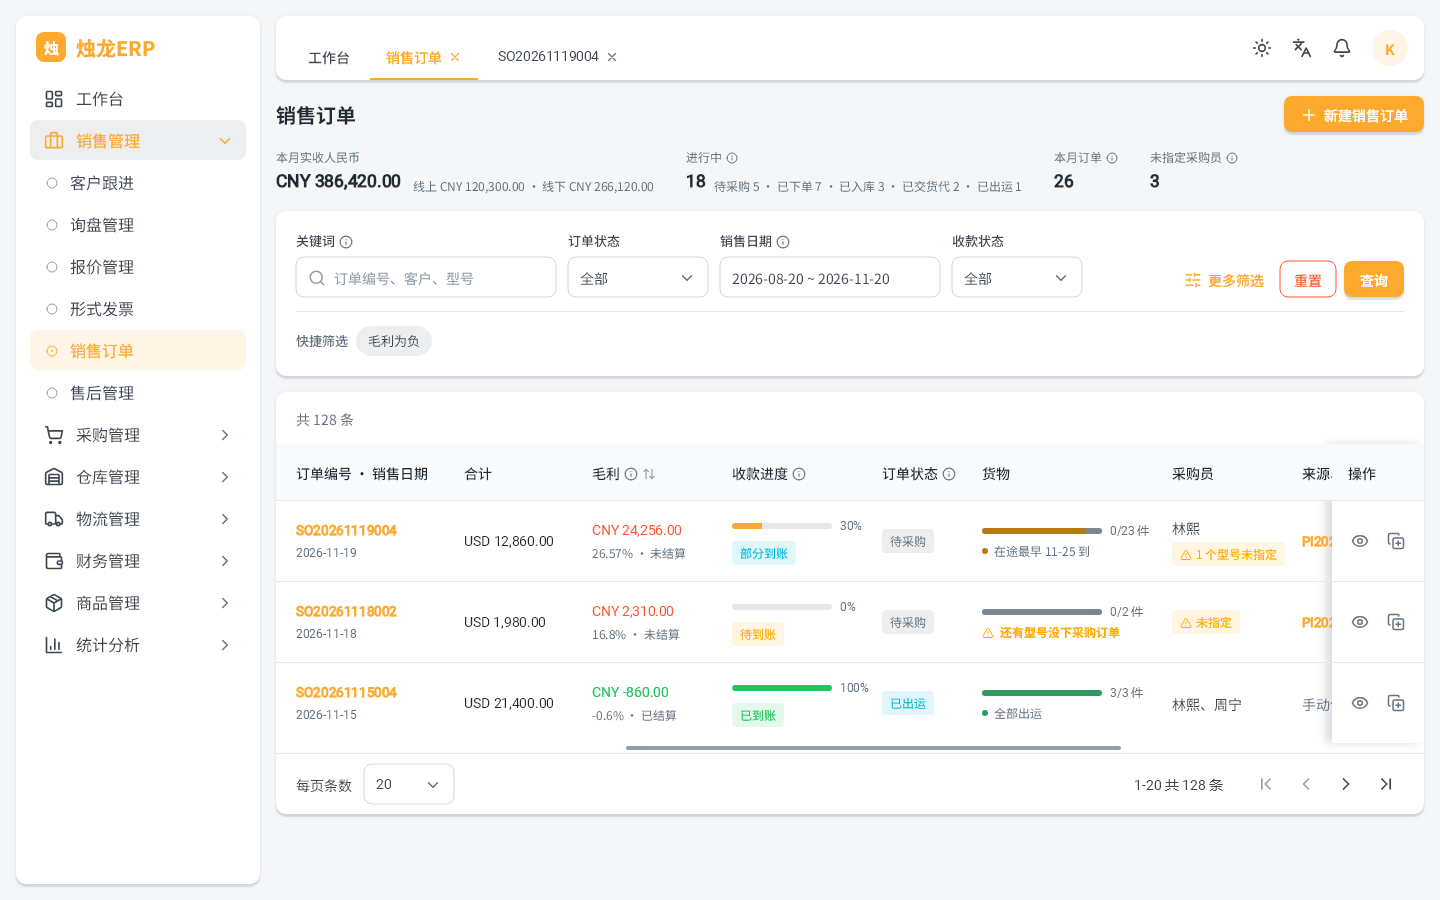 烛 烛龙ERP
工作台
销售管理
客户跟进
询盘管理
报价管理
形式发票
销售订单
售后管理
采购管理
仓库管理
物流管理
财务管理
商品管理
统计分析
工作台 销售订单 SO20261119004 K
销售订单 新建销售订单
本月实收人民币 进行中 本月订单 未指定采购员
CNY 386,420.00 线上 CNY 120,300.00 • 线下 CNY 266,120.00 18 待采购 5 • 已下单 7 • 已入库 3 • 已交货代 2 • 已出运 1 26 3
关键词 订单状态 销售日期 收款状态
订单编号、客户、型号 全部 2026-08-20 ~ 2026-11-20 全部 更多筛选 重置 查询
快捷筛选 毛利为负
共 128 条
订单编号 • 销售日期 合计 毛利 收款进度 订单状态 货物 采购员 来源 操作
SO20261119004 USD 12,860.00 CNY 24,256.00 30% 待采购 0/23 件 林熙 PI202
2026-11-19 26.57% • 未结算 部分到账 在途最早 11-25 到 1 个型号未指定
SO20261118002 USD 1,980.00 CNY 2,310.00 0% 待采购 0/2 件 未指定 PI202
2026-11-18 16.8% • 未结算 待到账 还有型号没下采购订单
SO20261115004 USD 21,400.00 CNY -860.00 100% 已出运 3/3 件 林熙、周宁 手动
2026-11-15 -0.6% • 已结算 已到账 全部出运
每页条数 20 1-20 共 128 条